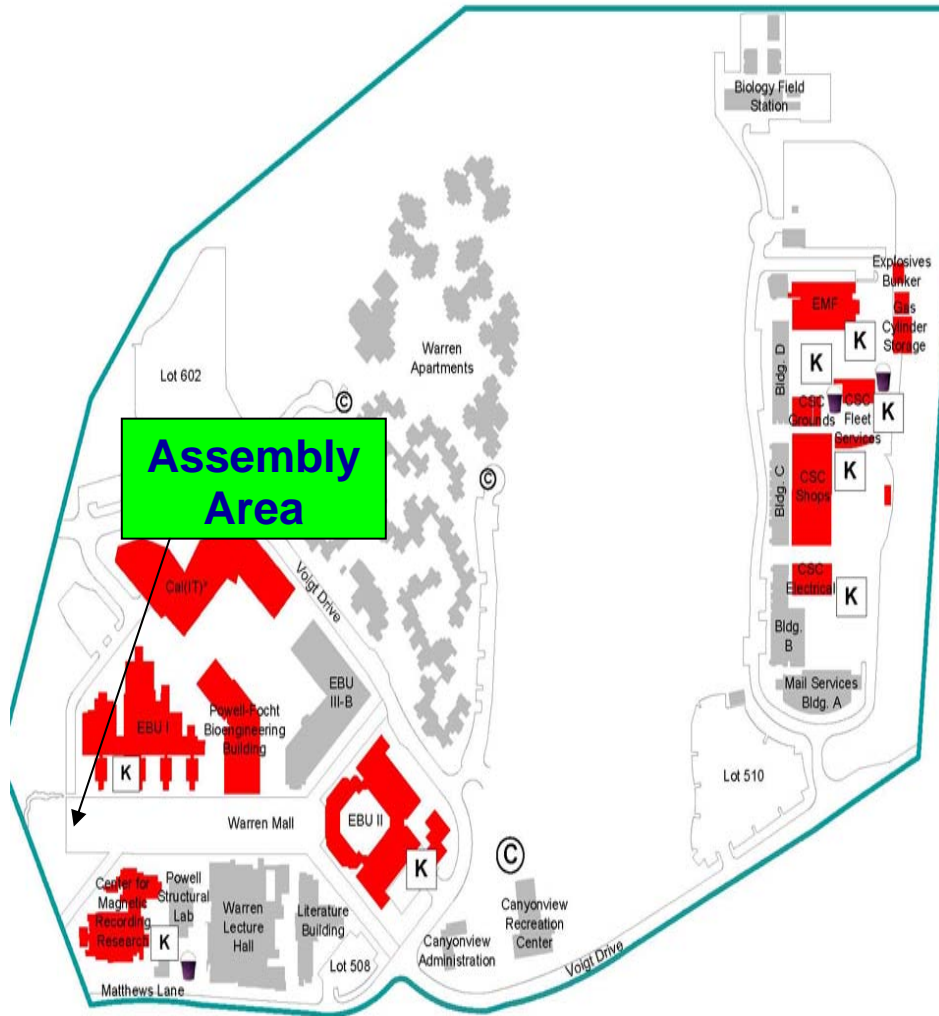 Biology Field
Station
Explosives
Bunker
EMF
Gas
Cylinder
Storage
K
K
Bldg. D
CSC
Grounds
CSC
Fleet
Services
K
Warren
Apartments
Lot 602
©
©
Assembly
Area
Bldg. C
CSC
Shops
K
Cal(IT)²
Voigt Drive
CSC
Electrical
K
Bldg.
B
EBU
III-B
Mail Services
Bldg. A
EBU I
Powell-Focht
Bioengineering
Building
K
Lot 510
Warren Mall
EBU II
K
©
Center for
Magnetic
Recording
Research
Powell
Structural
Lab
K
Warren
Lecture
Hall
Literature
Building
Canyonview
Recreation
Center
Canyonview
Administration
Lot 508
Voigt Drive
Matthews Lane